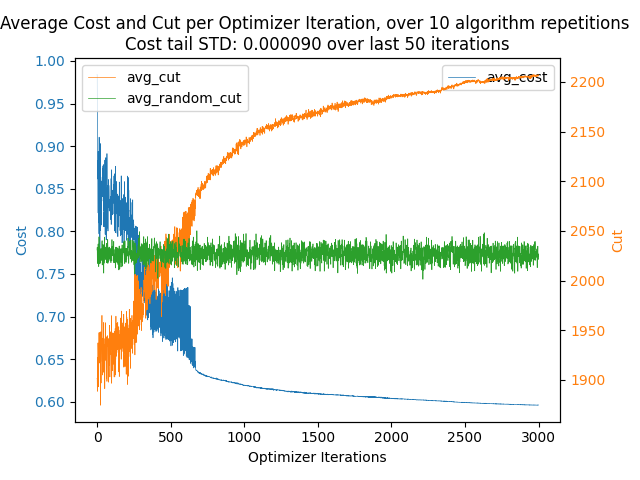 Average Cost and Cut per Optimizer Iteration, over 10 algorithm repetitions
Cost tail STD: 0.000090 over last 50 iterations
avg_cut
avg_random_cut
avg_cost
1.00
0.95
0.90
0.85
0.80
0.75
0.70
0.65
0.60
Cost
2200
2150
2100
2050
2000
1950
1900
Cut
0
500
1000
1500
2000
2500
3000
Optimizer Iterations